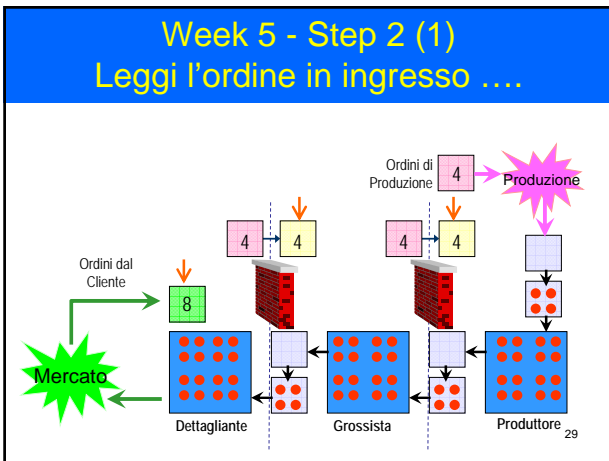 Week 5 - Step 2 (1)
Leggi l'ordine in ingresso ....
Ordini di
Produzione
4
Produzione
4
4
4
4
Ordini dal
Cliente
8
Mercato
Dettagliante
Grossista
Produttore
29